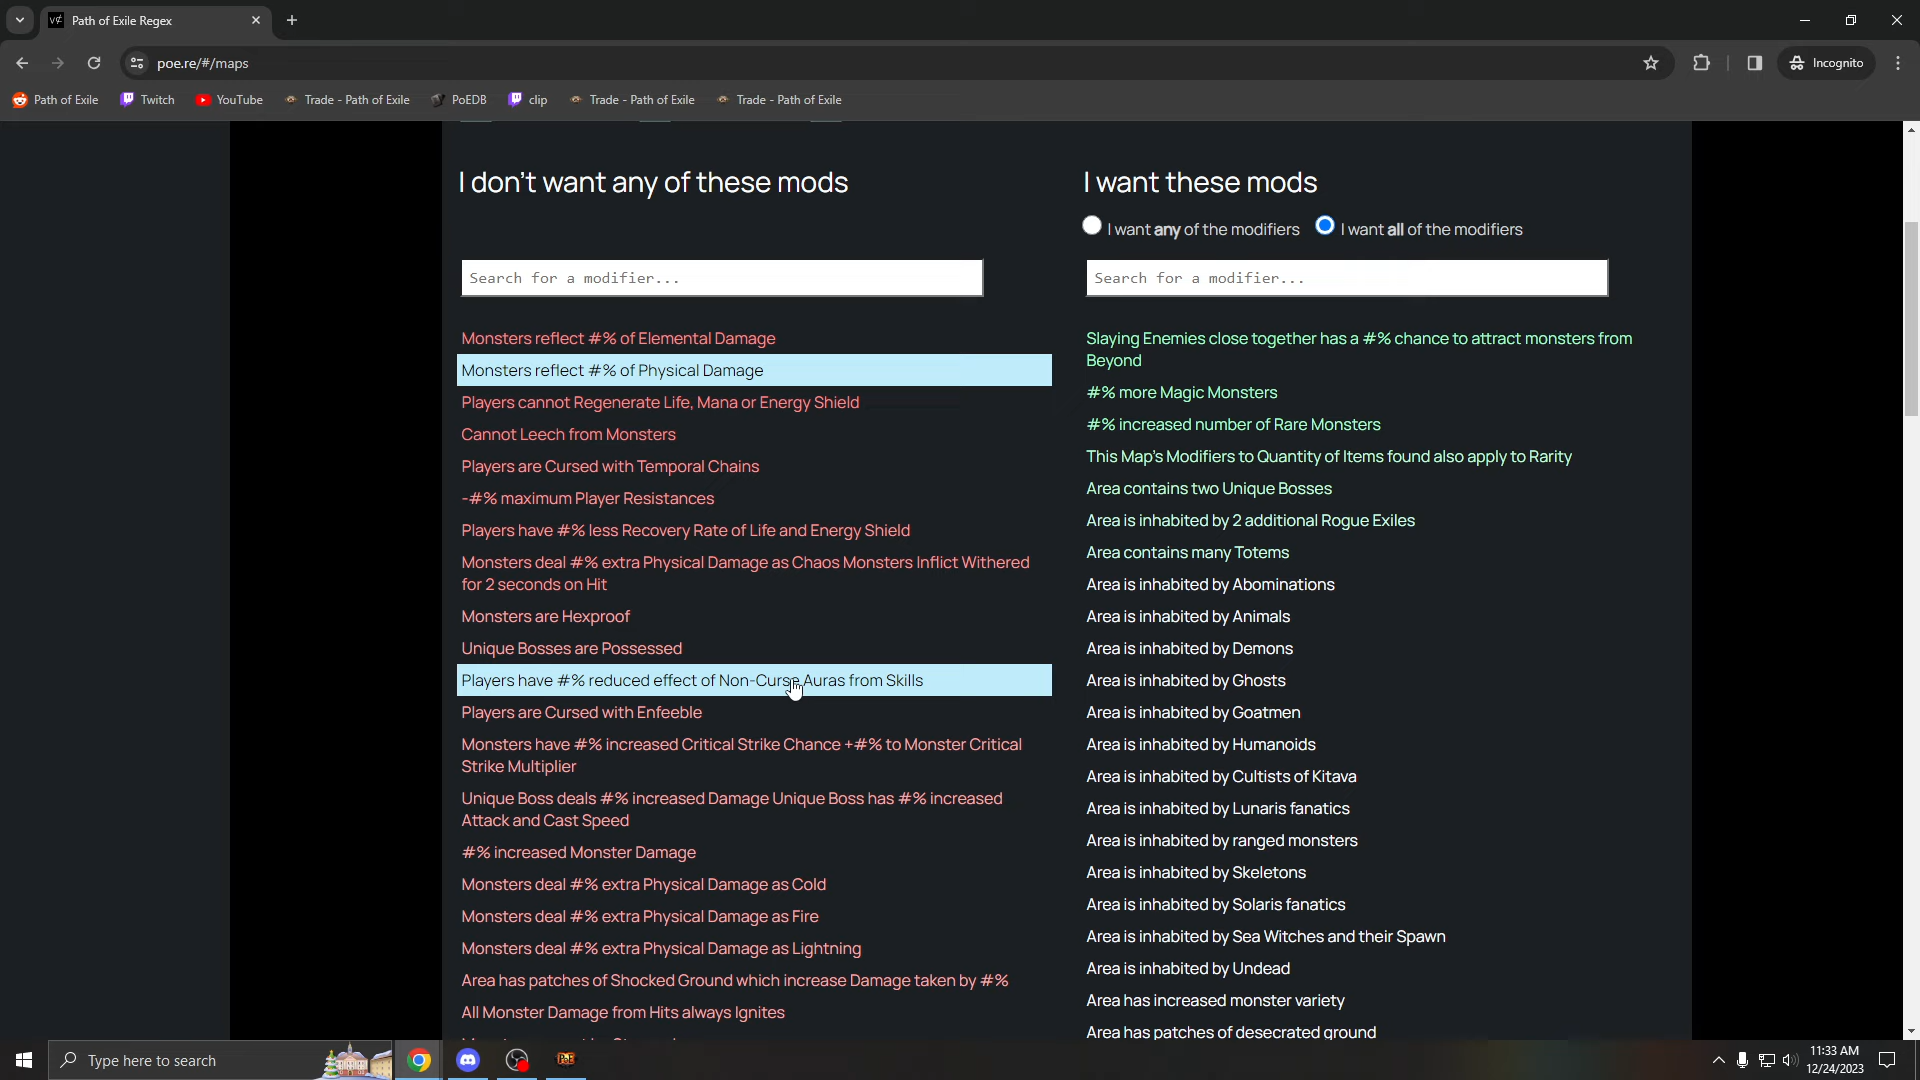 Path of Exile Regex
poe.re/#/maps
Incognito
Path of Exile
Twitch
YouTube
Trade - Path of Exile
PoEDB
clip
Trade - Path of Exile
Trade - Path of Exile
I don't want any of these mods
Search for a modifier...
Monsters reflect #% of Elemental Damage
Monsters reflect #% of Physical Damage
Players cannot Regenerate Life, Mana or Energy Shield
Cannot Leech from Monsters
Players are Cursed with Temporal Chains
-#% maximum Player Resistances
Players have #% less Recovery Rate of Life and Energy Shield
Monsters deal #% extra Physical Damage as Chaos Monsters Inflict Withered
for 2 seconds on Hit
Monsters are Hexproof
Unique Bosses are Possessed
Players have #% reduced effect of Non-Curse Auras from Skills
Players are Cursed with Enfeeble
Monsters have #% increased Critical Strike Chance +#% to Monster Critical
Strike Multiplier
Unique Boss deals #% increased Damage Unique Boss has #% increased
Attack and Cast Speed
#% increased Monster Damage
Monsters deal #% extra Physical Damage as Cold
Monsters deal #% extra Physical Damage as Fire
Monsters deal #% extra Physical Damage as Lightning
Area has patches of Shocked Ground which increase Damage taken by #%
All Monster Damage from Hits always Ignites
I want these mods
I want any of the modifiers
I want all of the modifiers
Search for a modifier...
Slaying Enemies close together has a #% chance to attract monsters from
Beyond
#% more Magic Monsters
#% increased number of Rare Monsters
This Map's Modifiers to Quantity of Items found also apply to Rarity
Area contains two Unique Bosses
Area is inhabited by 2 additional Rogue Exiles
Area contains many Totems
Area is inhabited by Abominations
Area is inhabited by Animals
Area is inhabited by Demons
Area is inhabited by Ghosts
Area is inhabited by Goatmen
Area is inhabited by Humanoids
Area is inhabited by Cultists of Kitava
Area is inhabited by Lunaris fanatics
Area is inhabited by ranged monsters
Area is inhabited by Skeletons
Area is inhabited by Solaris fanatics
Area is inhabited by Sea Witches and their Spawn
Area is inhabited by Undead
Area has increased monster variety
Area has patches of desecrated ground
Type here to search
PoE
11:33 AM
12/24/2023